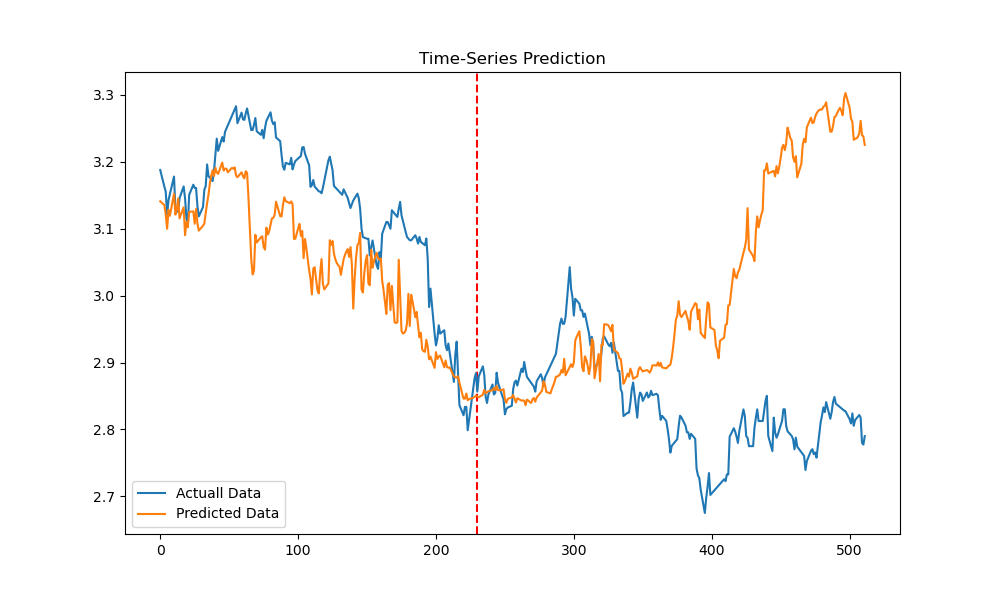 Time-Series Prediction
3.3
3.2
3.1
3.0
2.9
2.8
2.7
Actuall Data
Predicted Data
0 100 200 300 400 500